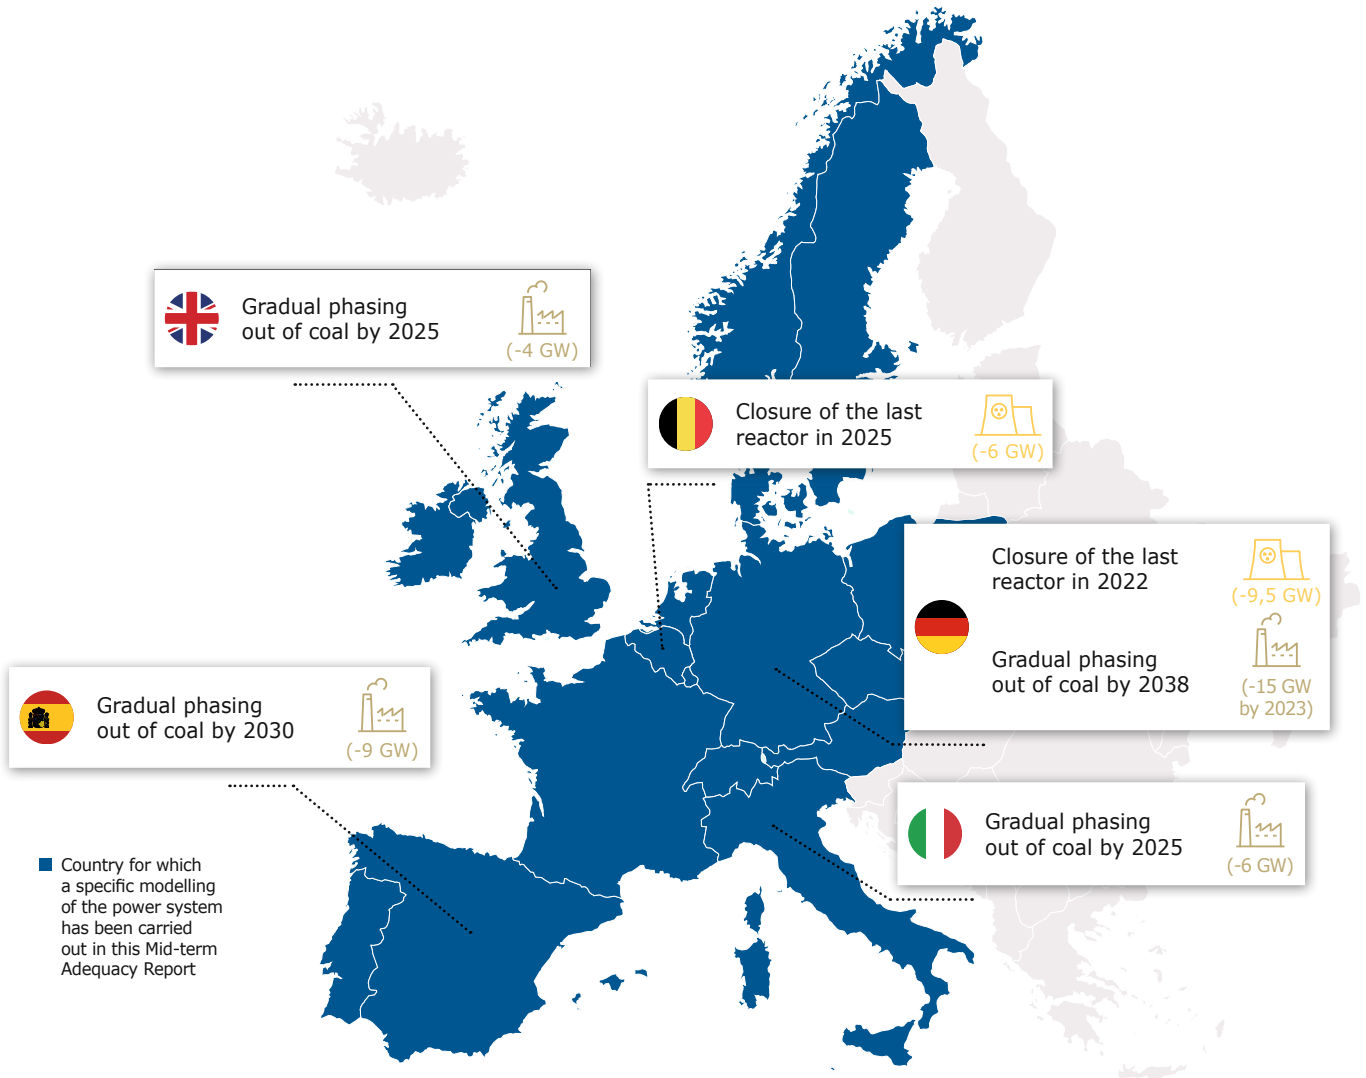 Gradual phasing
out of coal by 2025
(-4 GW)
Closure of the last
reactor in 2025
(-6 GW)
Closure of the last
reactor in 2022
(-9,5 GW)
Gradual phasing
out of coal by 2038
(-15 GW
by 2023)
Gradual phasing
out of coal by 2030
(-9 GW)
Gradual phasing
out of coal by 2025
(-6 GW)
Country for which
a specific modelling
of the power system
has been carried
out in this Mid-term
Adequacy Report